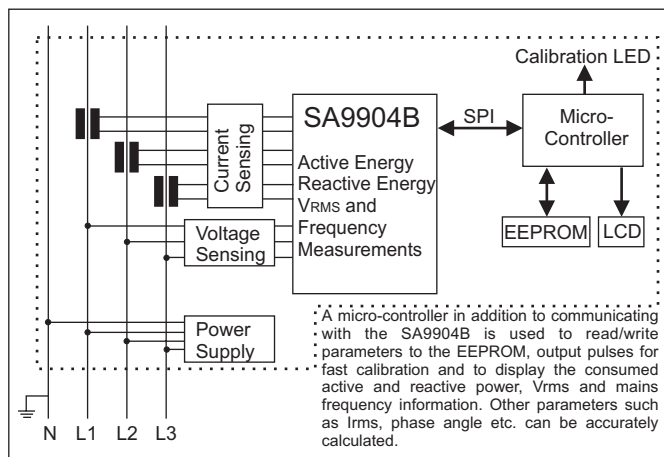 Calibration LED
SA9904B
Active Energy
Reactive Energy
VRMS and
Frequency
Measurements
Current
Sensing
Voltage
Sensing
Power
Supply
SPI
Micro-
Controller
EEPROM
LCD
A micro-controller in addition to communicating
with the SA9904B is used to read/write
parameters to the EEPROM, output pulses for
fast calibration and to display the consumed
active and reactive power, Vrms and mains
frequency information. Other parameters such
as Irms, phase angle etc. can be accurately
calculated.
N L1 L2 L3